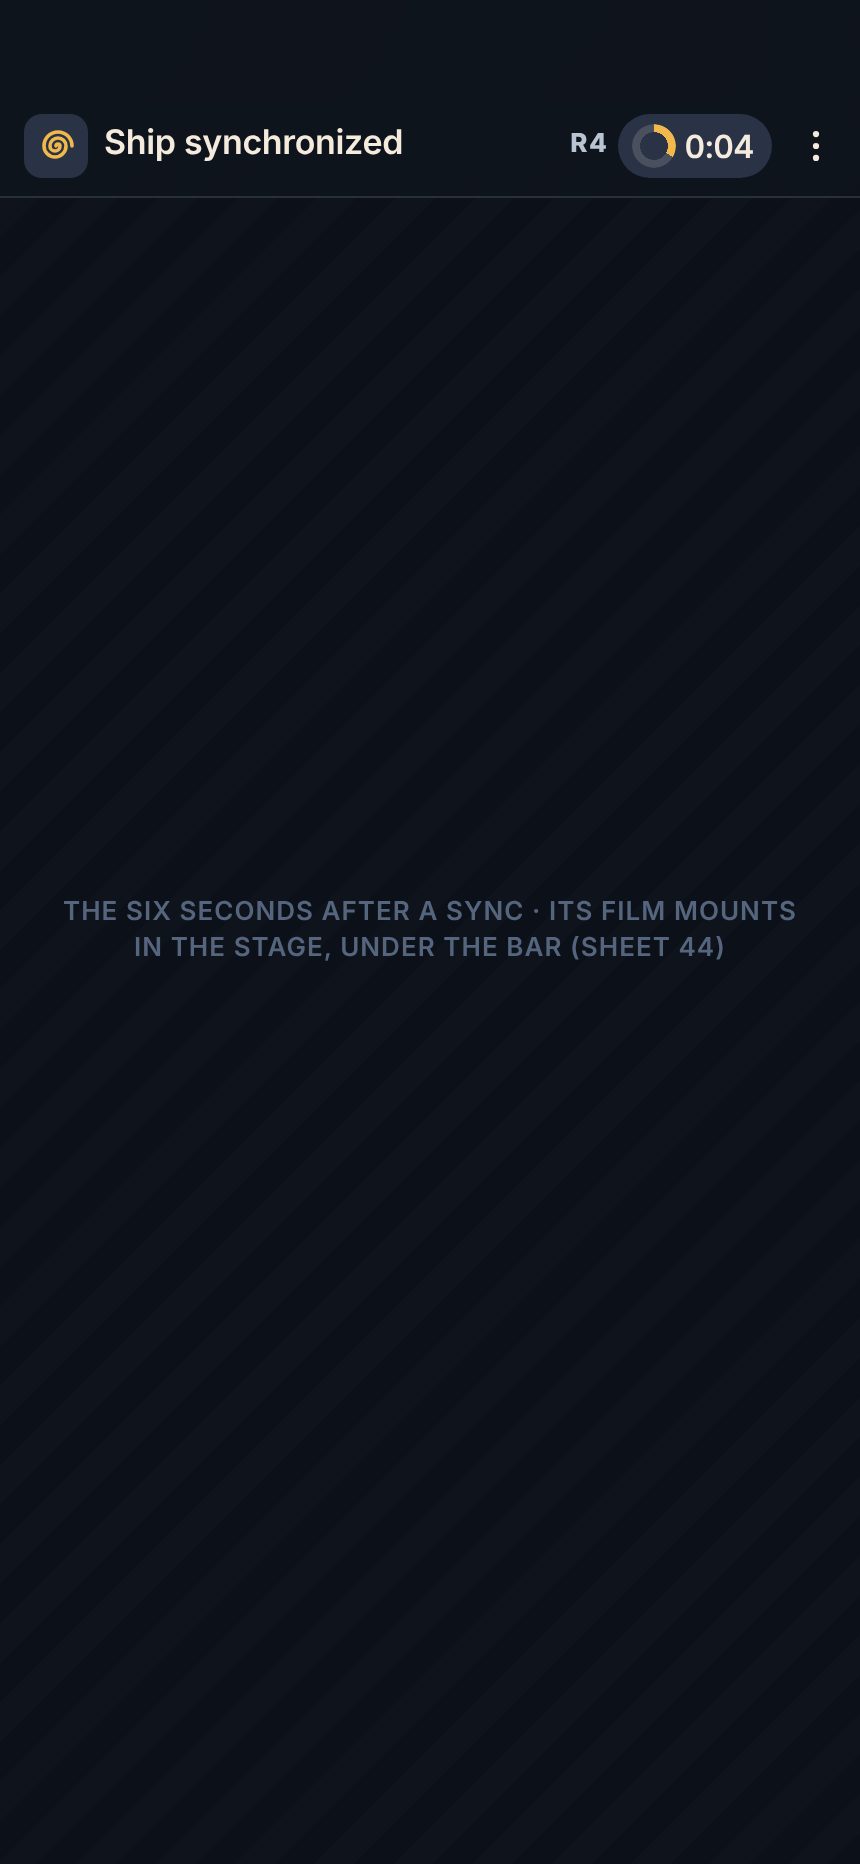 Ship synchronized
R4
0:04
THE SIX SECONDS AFTER A SYNC · ITS FILM MOUNTS
IN THE STAGE, UNDER THE BAR (SHEET 44)